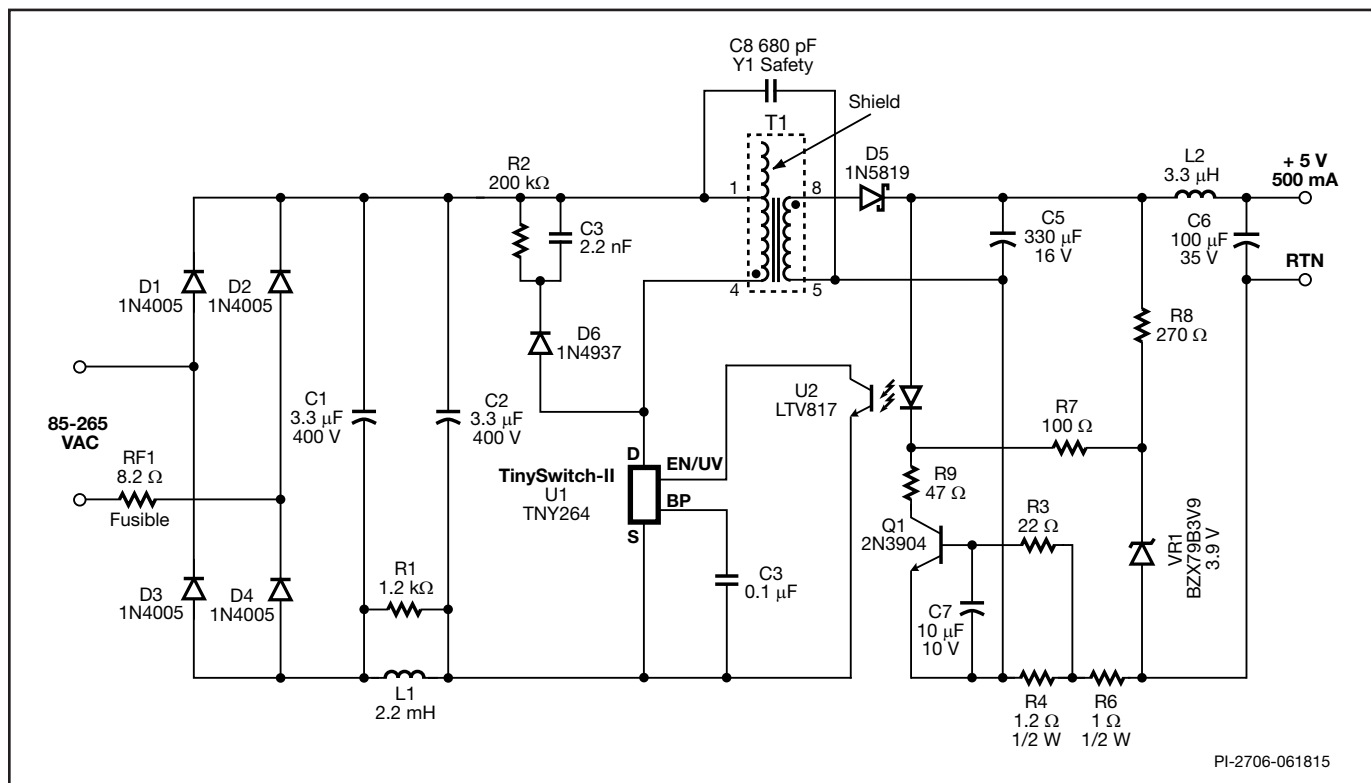 C8 680 pF
Y1 Safety
Shield
T1
D5
1N5819
L2
3.3 μH
+ 5 V
500 mA
R2
200 kΩ
1
8
C3
2.2 nF
C5
330 μF
16 V
C6
100 μF
35 V
RTN
D1
1N4005
D2
1N4005
4
5
D6
1N4937
R8
270 Ω
85-265
VAC
C1
3.3 μF
400 V
C2
3.3 μF
400 V
U2
LTV817
R7
100 Ω
RF1
8.2 Ω
Fusible
D
EN/UV
TinySwitch-II
U1
TNY264
BP
S
R9
47 Ω
Q1
2N3904
R3
22 Ω
VR1
BZX79B3V9
3.9 V
D3
1N4005
D4
1N4005
R1
1.2 kΩ
C3
0.1 μF
C7
10 μF
10 V
L1
2.2 mH
R4
1.2 Ω
1/2 W
R6
1 Ω
1/2 W
PI-2706-061815